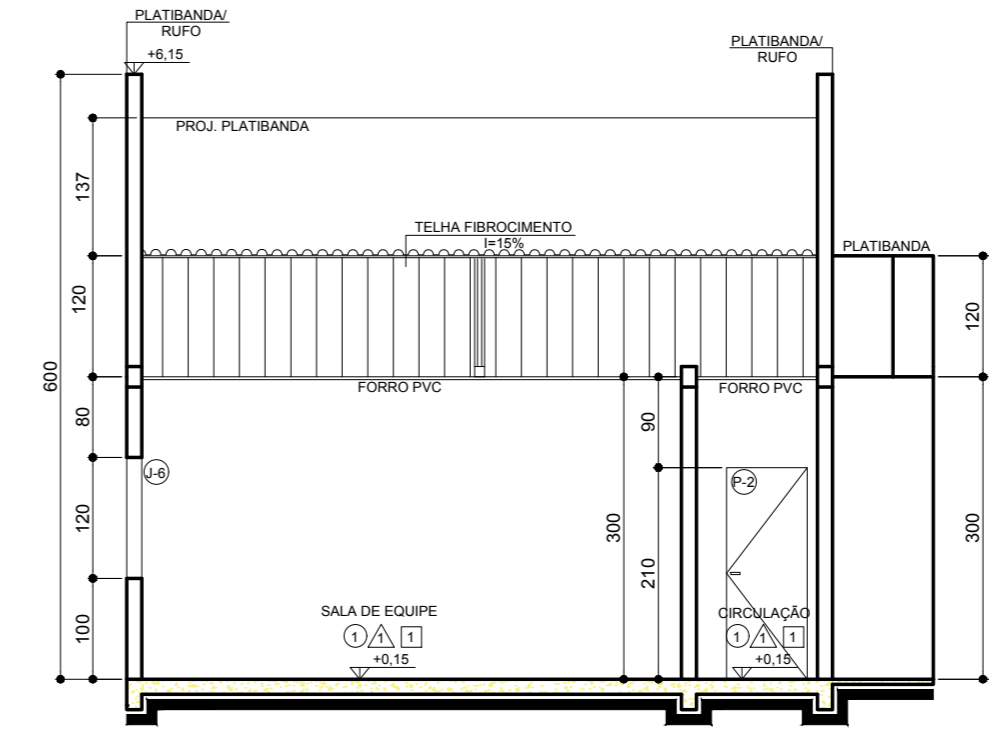 PLATIBANDA/
RUFO
+6,15
PLATIBANDA/
RUFO
PROJ. PLATIBANDA
137
TELHA FIBROCIMENTO
I=15%
PLATIBANDA
120
120
600
FORRO PVC
FORRO PVC
80
90
J-6
P-2
120
300
300
210
100
SALA DE EQUIPE
CIRCULAÇÃO
1 1 1
1 1 1
+0,15
+0,15